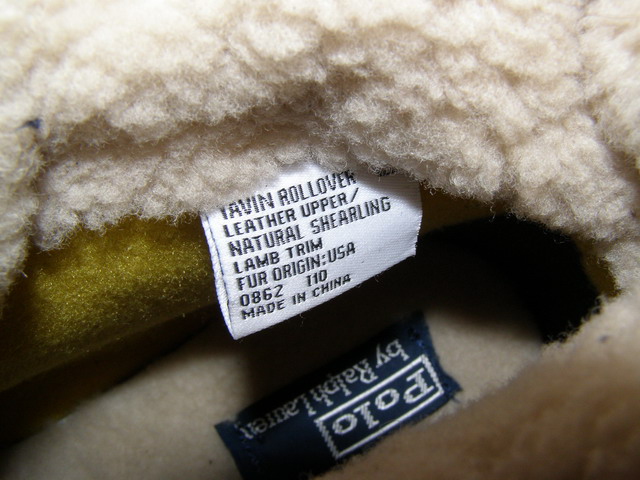 TAVIN ROLLOVER
LEATHER UPPER/
NATURAL SHEARLING
LAMB TRIM
FUR ORIGIN:USA
0862 110
MADE IN CHINA
Polo
by Ralph Lauren